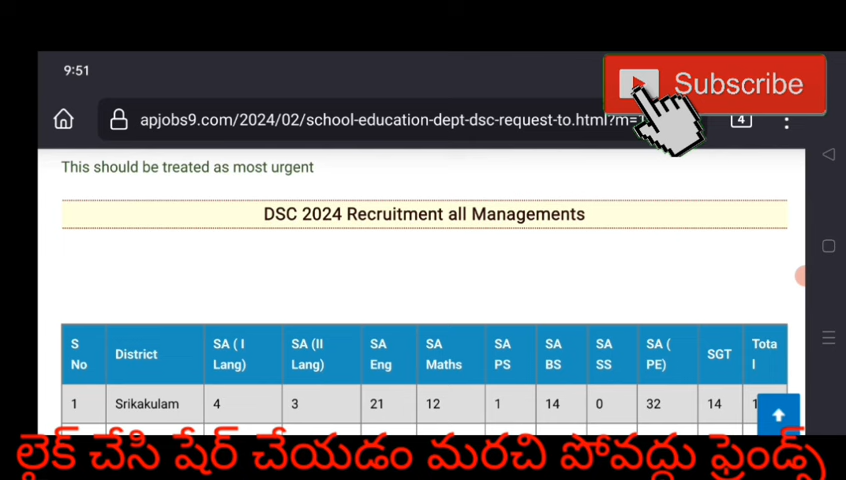 9:51
Subscribe
apjobs9.com/2024/02/school-education-dept-dsc-request-to.html?m=
4
This should be treated as most urgent
DSC 2024 Recruitment all Managements
S No District SA ( I Lang) SA (II Lang) SA Eng SA Maths SA PS SA BS SA SS SA ( PE) SGT Total
1 Srikakulam 4 3 21 12 1 14 0 32 14
లైక్ చేసి షేర్ చేయడం మరచి పోవద్దు ఫ్రెండ్స్